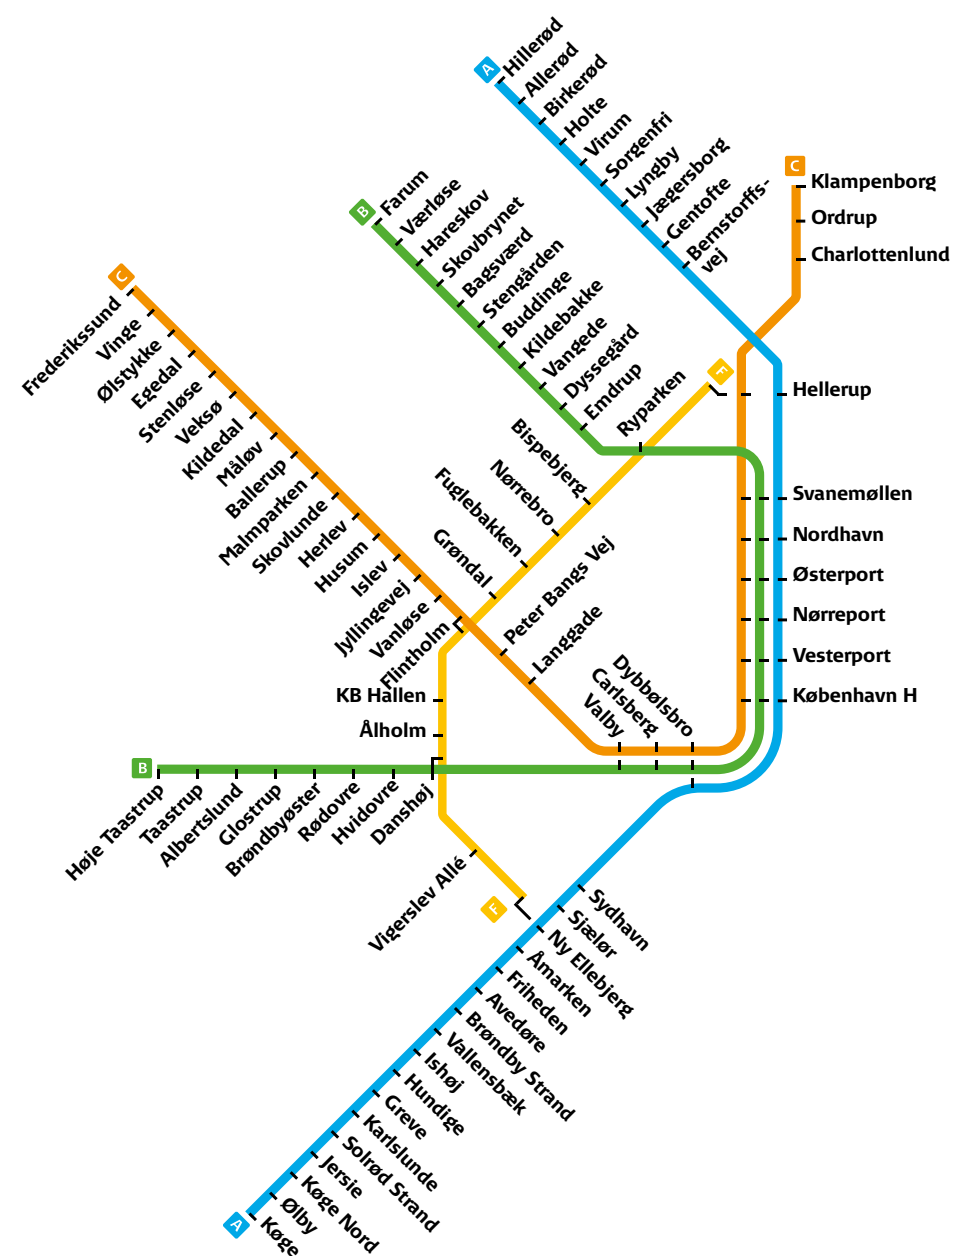 A
Hillerød
Allerød
Birkerød
Holte
Virum
Sorgenfri
Lyngby
Jægersborg
Gentofte
Bernstorffs-
vej
C
Klampenborg
Ordrup
Charlottenlund
B
Farum
Værløse
Hareskov
Skovbrynet
Bagsværd
Stengården
Buddinge
Kildebakke
Vangede
Dyssegård
Emdrup
Ryparken
C
Frederikssund
Vinge
Ølstykke
Egedal
Stenløse
Veksø
Kildedal
Måløv
Ballerup
Malmparken
Skovlunde
Herlev
Husum
Islev
Jyllingevej
Vanløse
Flintholm
Peter Bangs Vej
Langgade
Valby
Carlsberg
Dybbølsbro
F
Bispebjerg
Nørrebro
Fuglebakken
Grøndal
KB Hallen
Ålholm
Hellerup
Svanemøllen
Nordhavn
Østerport
Nørreport
Vesterport
København H
B
Høje Taastrup
Taastrup
Albertslund
Glostrup
Brøndbyøster
Rødovre
Hvidovre
Danshøj
Vigerslev Allé
F
Sydhavn
Sjælør
Ny Ellebjerg
Åmarken
Friheden
Avedøre
Brøndby Strand
Vallensbæk
Ishøj
Hundige
Greve
Karlslunde
Solrød Strand
Jersie
Køge Nord
Ølby
Køge
A